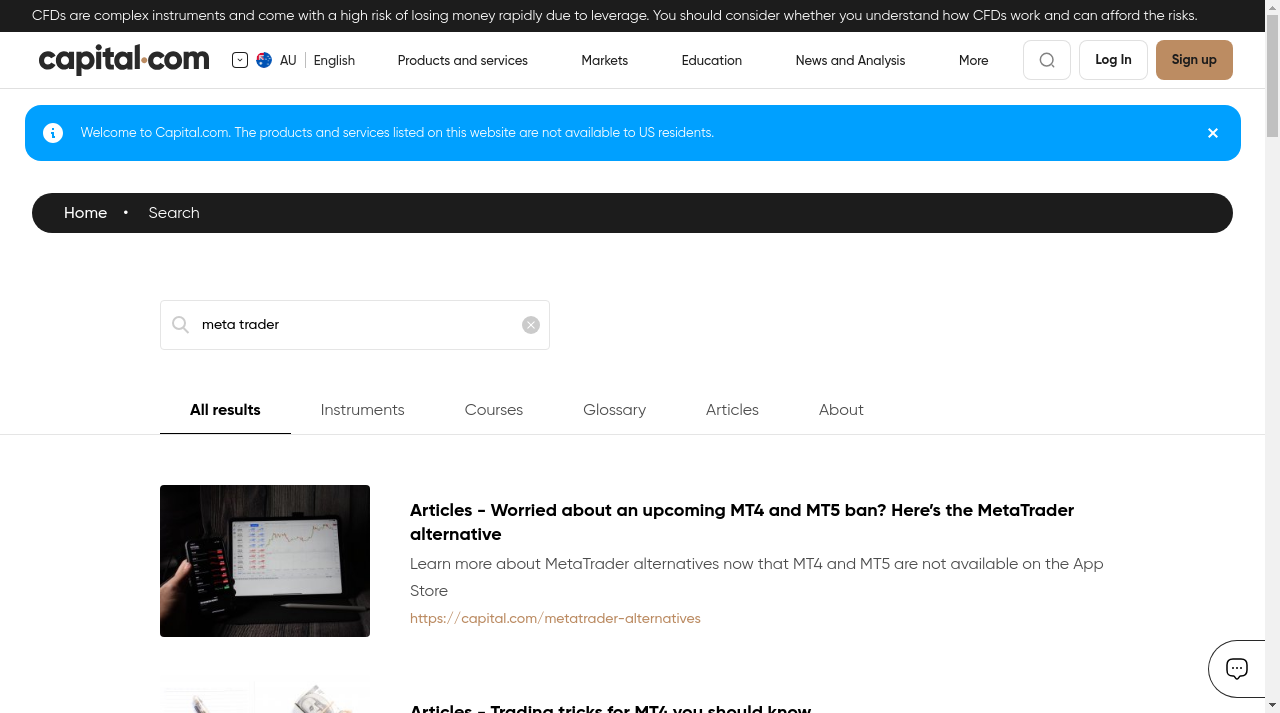 CFDs are complex instruments and come with a high risk of losing money rapidly due to leverage. You should consider whether you understand how CFDs work and can afford the risks.
capital.com
AU
English
Products and services
Markets
Education
News and Analysis
More
Log In
Sign up
Welcome to Capital.com. The products and services listed on this website are not available to US residents.
Home
Search
meta trader
All results
Instruments
Courses
Glossary
Articles
About
Articles - Worried about an upcoming MT4 and MT5 ban? Here’s the MetaTrader
alternative
Learn more about MetaTrader alternatives now that MT4 and MT5 are not available on the App
Store
https://capital.com/metatrader-alternatives
Articles - Trading tricks for MT4 you should know